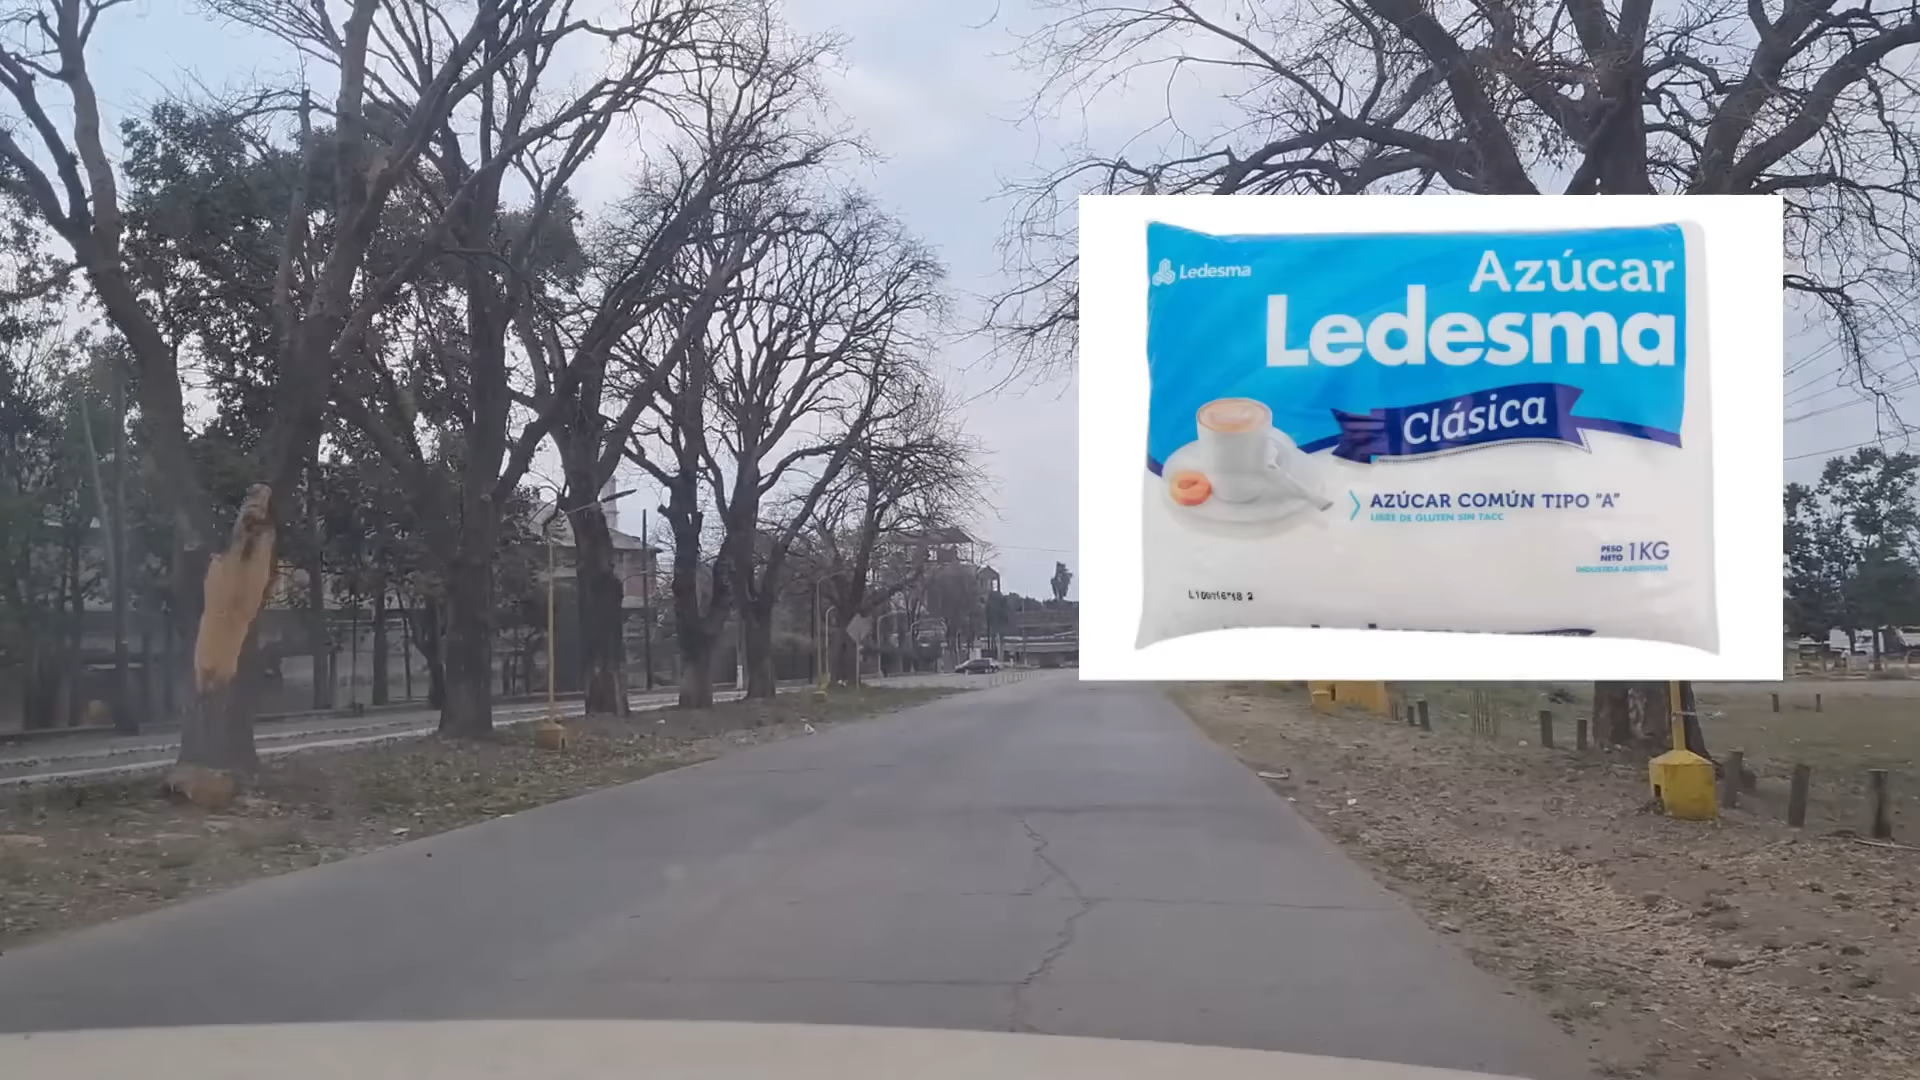 Ledesma
Azúcar
Ledesma
Clásica
AZÚCAR COMÚN TIPO "A"
LIBRE DE GLUTEN SIN TACC
PESO
NETO 1KG
INDUSTRIA ARGENTINA